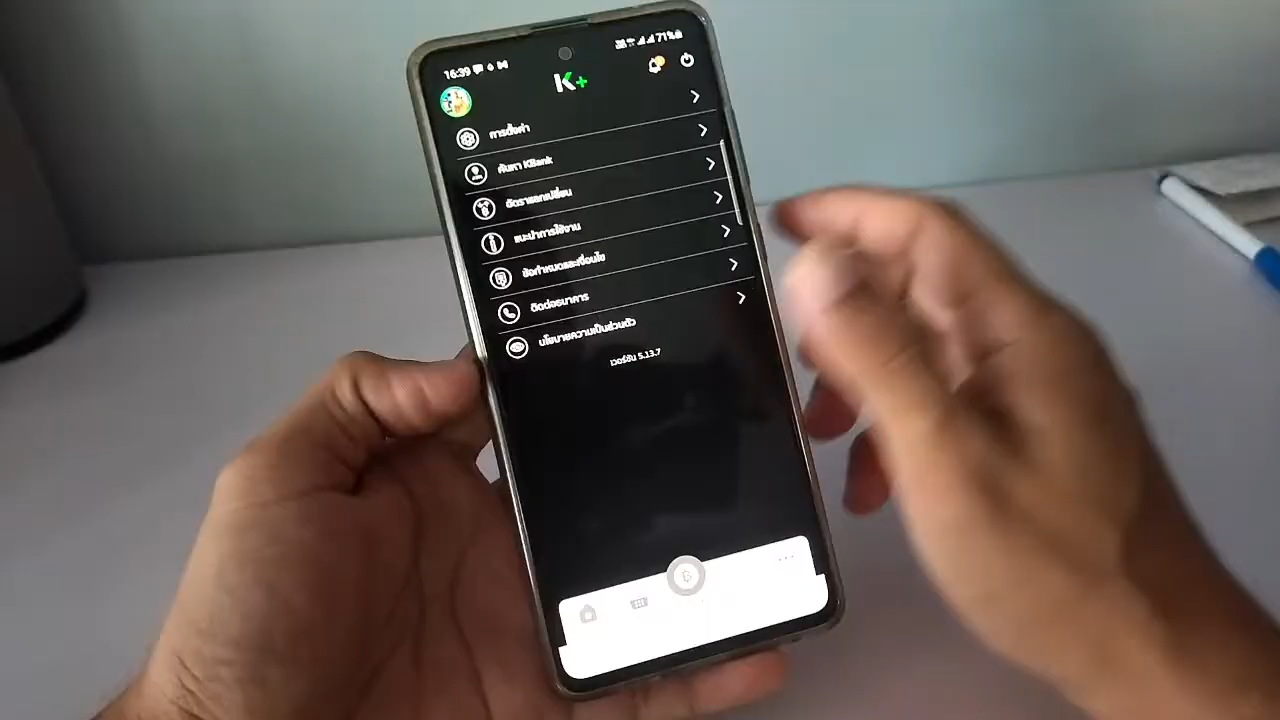 16:39
71%
K+
การตั้งค่า
ค้นหา KBank
อัตราแลกเปลี่ยน
แนะนำการใช้งาน
ข้อกำหนดและเงื่อนไข
ติดต่อธนาคาร
นโยบายความเป็นส่วนตัว
เวอร์ชัน 5.13.7